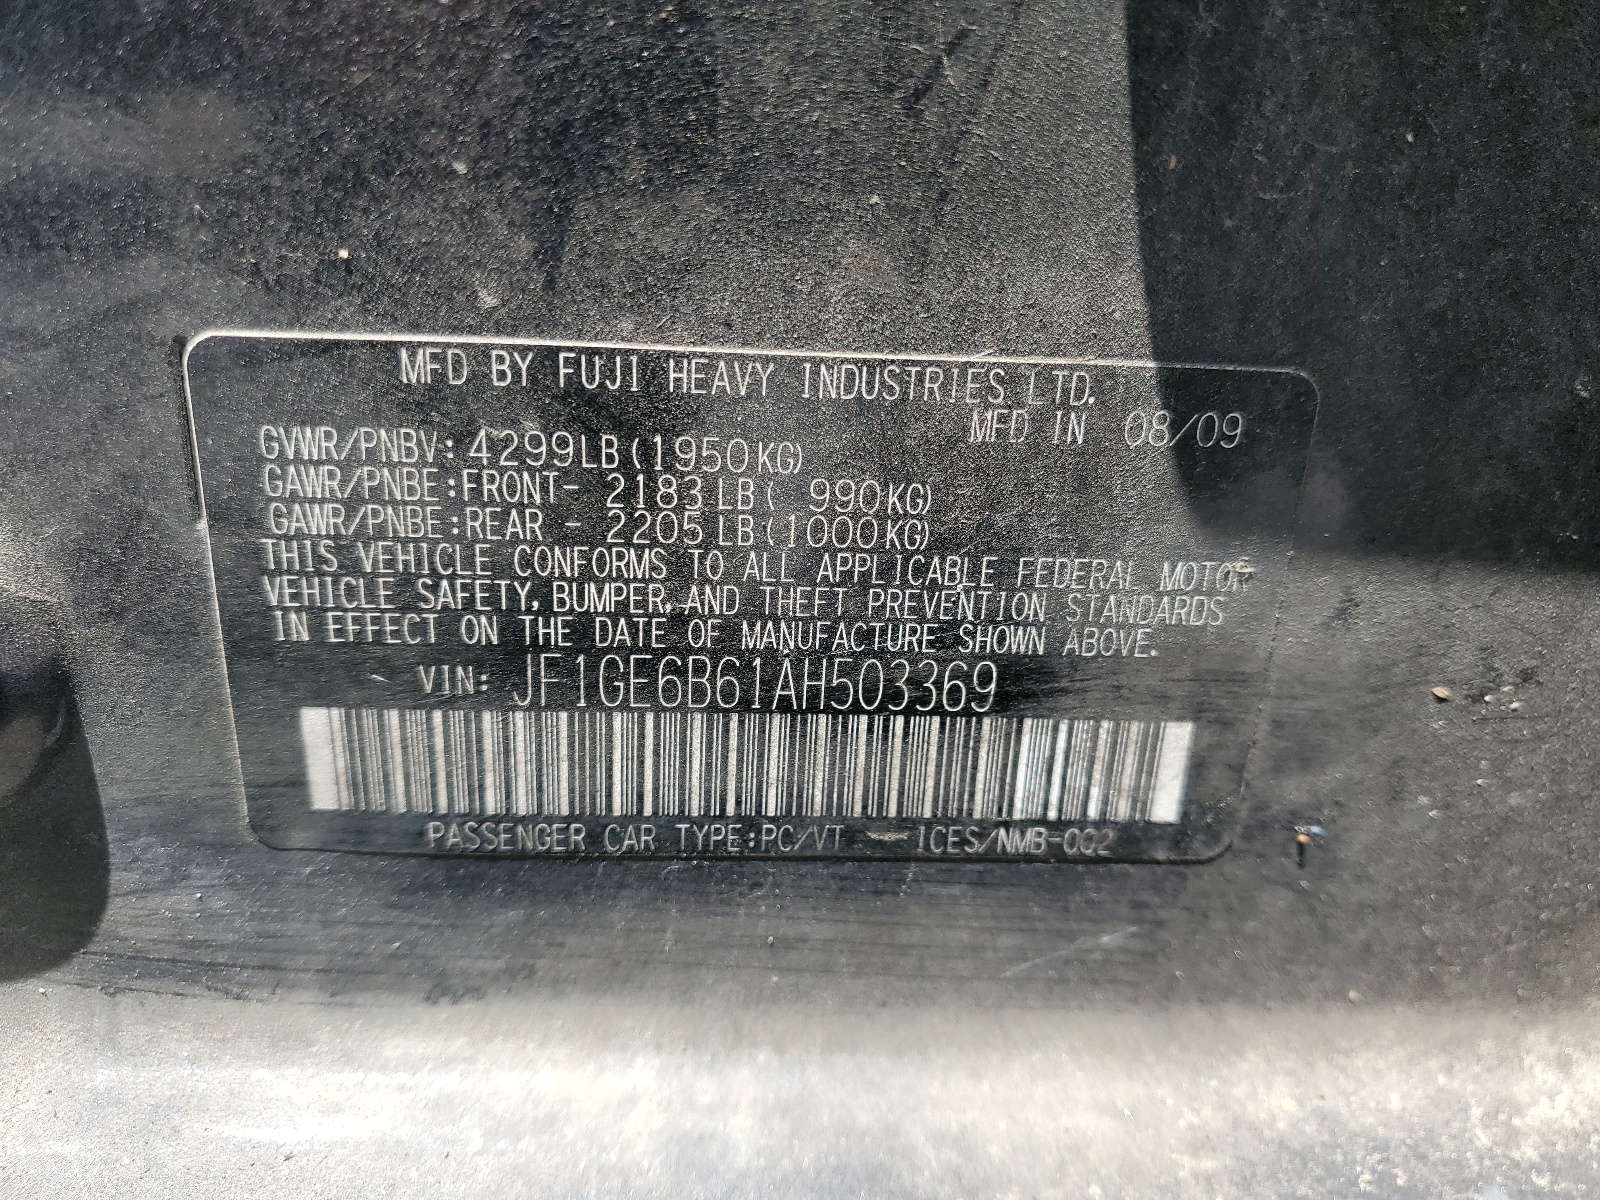 MFD BY FUJI HEAVY INDUSTRIES LTD.
MFD IN 08/09
GVWR/PNBV: 4299LB(1950KG)
GAWR/PNBE:FRONT- 2183LB( 990KG)
GAWR/PNBE:REAR - 2205LB(1000KG)
THIS VEHICLE CONFORMS TO ALL APPLICABLE FEDERAL MOTOR
VEHICLE SAFETY, BUMPER, AND THEFT PREVENTION STANDARDS
IN EFFECT ON THE DATE OF MANUFACTURE SHOWN ABOVE.
VIN: JF1GE6B61AH503369
PASSENGER CAR TYPE:PC/VT ICES/NMB-002